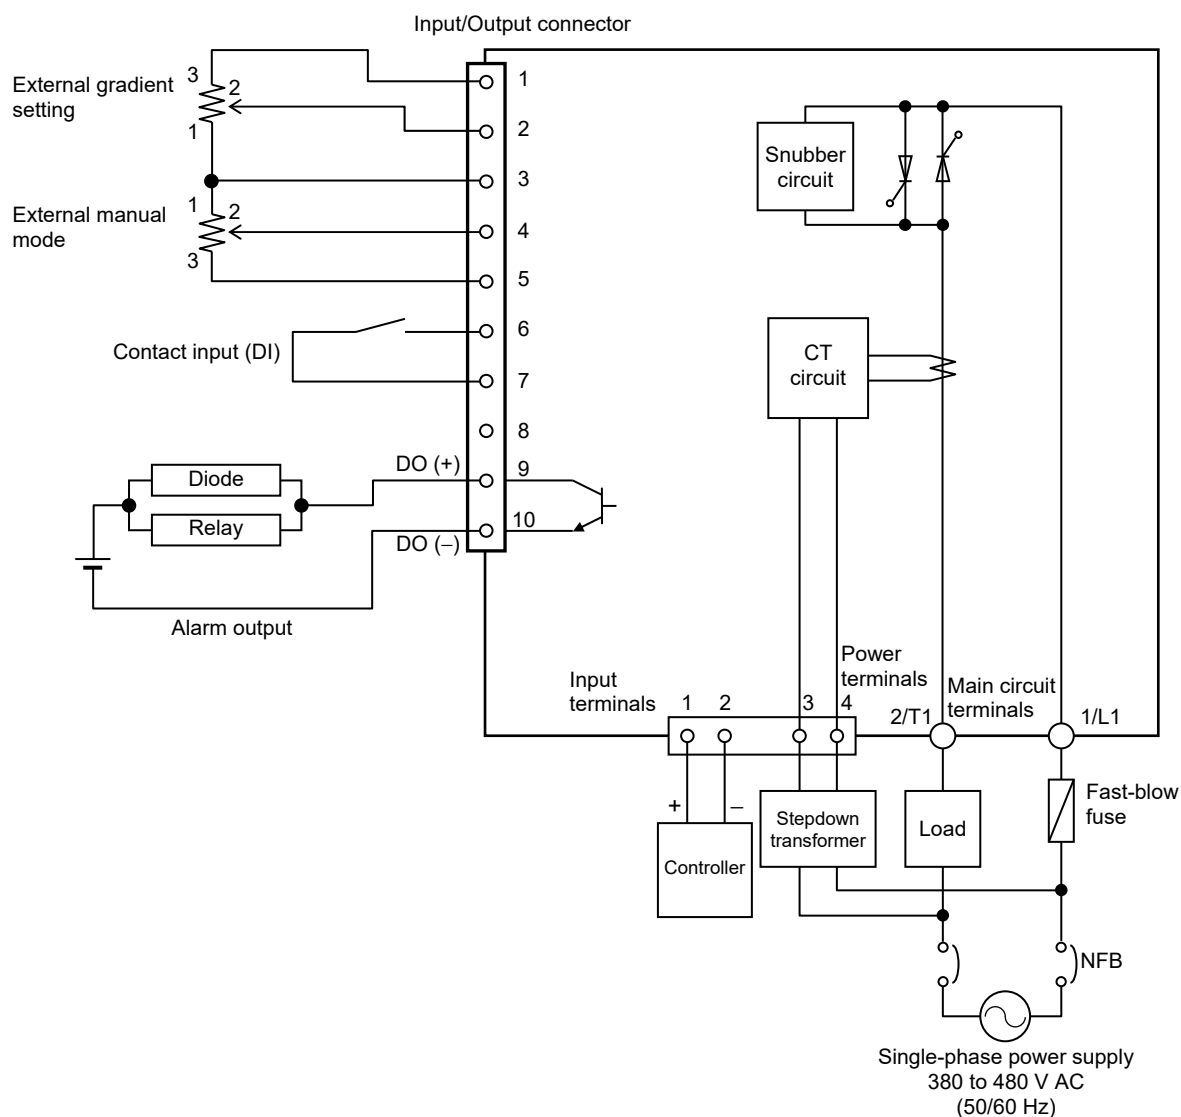 Input/Output connector
External gradient
setting
3
2
1
1
2
3
External manual
mode
1
2
3
4
5
6
7
8
9
10
Contact input (DI)
DO (+)
DO (–)
Diode
Relay
Alarm output
Snubber
circuit
CT
circuit
Power
terminals
Input
terminals
1
2
3
4
Main circuit
terminals
2/T1
1/L1
+
–
Controller
Stepdown
transformer
Load
Fast-blow
fuse
NFB
Single-phase power supply
380 to 480 V AC
(50/60 Hz)